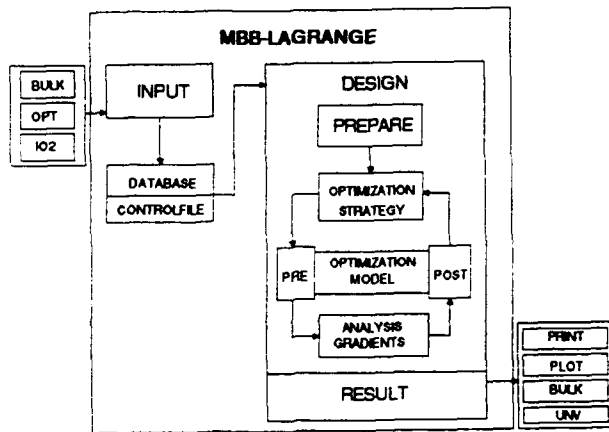 MBB-LAGRANGE
BULK
OPT
IO2
INPUT
DATABASE
CONTROLFILE
DESIGN
PREPARE
OPTIMIZATION
STRATEGY
PRE
OPTIMIZATION
MODEL
POST
ANALYSIS
GRADIENTS
RESULT
PRINT
PLOT
BULK
UNV